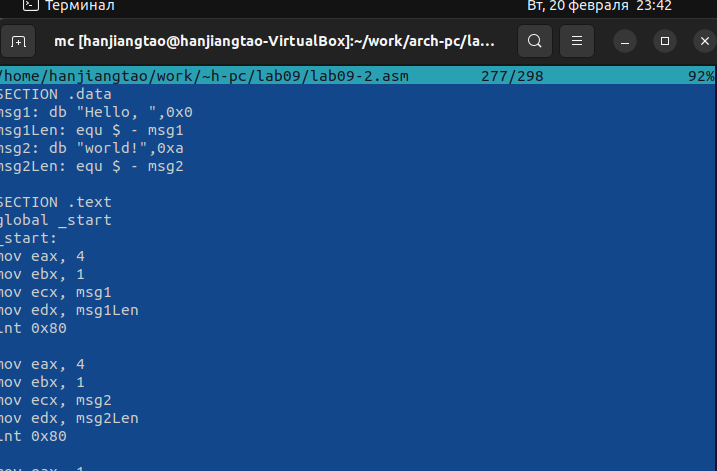 Терминал
Вт, 20 февраля 23:42
mc [hanjiangtao@hanjiangtao-VirtualBox]:~/work/arch-pc/la...
/home/hanjiangtao/work/~h-pc/lab09/lab09-2.asm 277/298 92%
SECTION .data
msg1: db "Hello, ",0x0
msg1Len: equ $ - msg1
msg2: db "world!",0xa
msg2Len: equ $ - msg2
SECTION .text
global _start
_start:
mov eax, 4
mov ebx, 1
mov ecx, msg1
mov edx, msg1Len
int 0x80
mov eax, 4
mov ebx, 1
mov ecx, msg2
mov edx, msg2Len
int 0x80
mov eax, 1